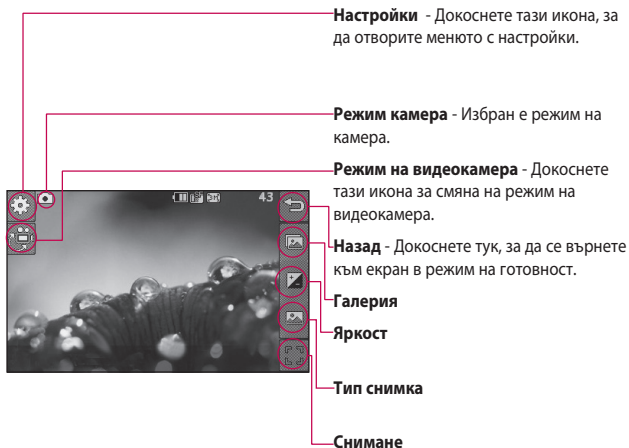 Настройки - Докоснете тази икона, за
да отворите менюто с настройки.
Режим камера - Избран е режим на
камера.
Режим на видеокамера - Докоснете
тази икона за смяна на режим на
видеокамера.
43
Назад - Докоснете тук, за да се върнете
към екран в режим на готовност.
Галерия
Яркост
Тип снимка
Снимане